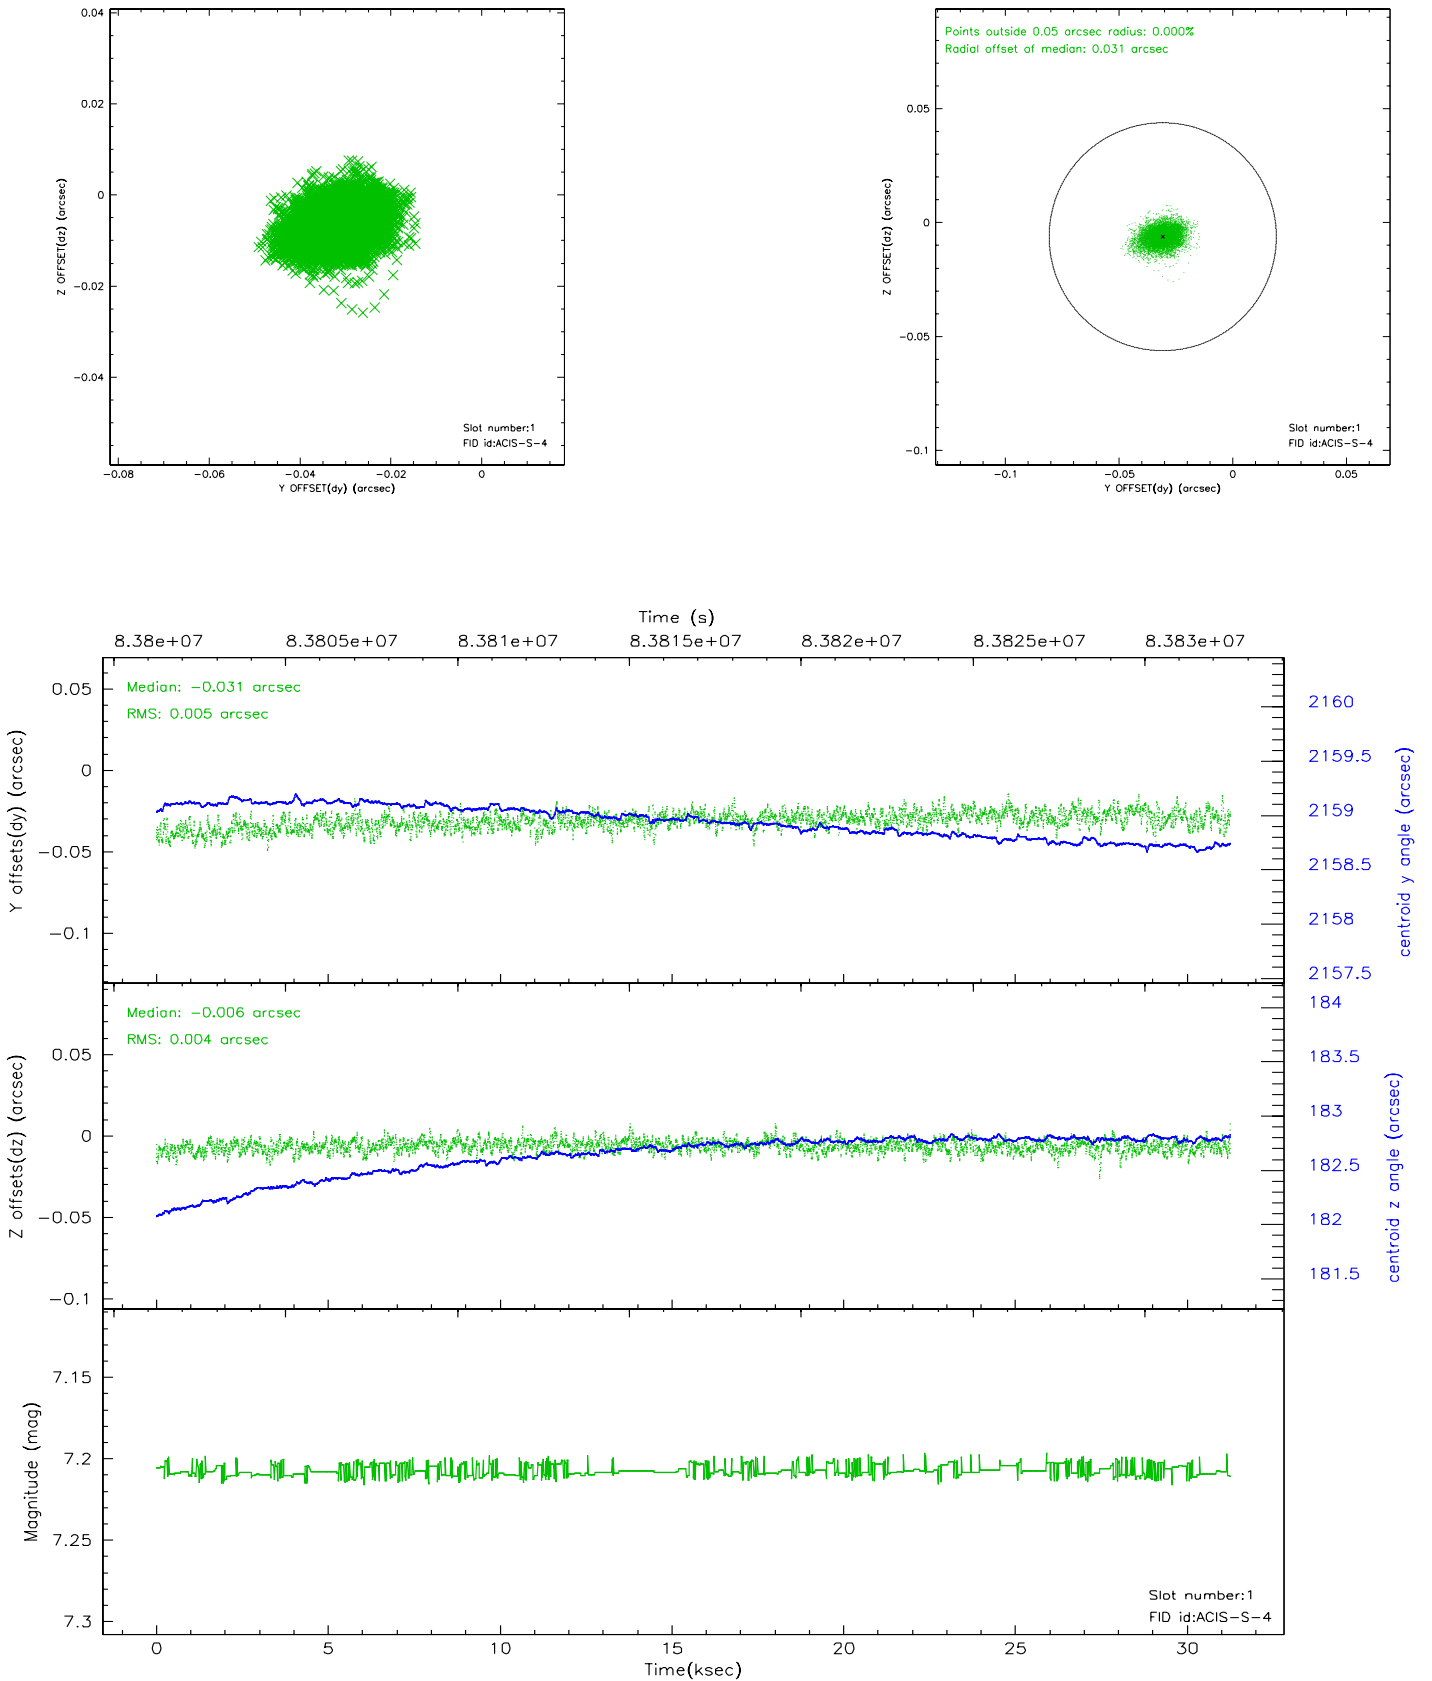 0.04
0.02
0
−0.02
−0.04
Z OFFSET(dz) (arcsec)
Slot number:1
FID id:ACIS−S−4
−0.08 −0.06 −0.04 −0.02 0
Y OFFSET(dy) (arcsec)
Points outside 0.05 arcsec radius: 0.000%
Radial offset of median: 0.031 arcsec
0.05
0
−0.05
−0.1
Z OFFSET(dz) (arcsec)
Slot number:1
FID id:ACIS−S−4
−0.1 −0.05 0 0.05
Y OFFSET(dy) (arcsec)
Time (s)
8.38e+07 8.3805e+07 8.381e+07 8.3815e+07 8.382e+07 8.3825e+07 8.383e+07
Median: −0.031 arcsec
RMS: 0.005 arcsec
0.05
0
−0.05
−0.1
Y offsets(dy) (arcsec)
2160
2159.5
2159
2158.5
2158
2157.5
centroid y angle (arcsec)
Median: −0.006 arcsec
RMS: 0.004 arcsec
0.05
0
−0.05
−0.1
Z offsets(dz) (arcsec)
184
183.5
183
182.5
182
181.5
centroid z angle (arcsec)
7.15
7.2
7.25
7.3
Magnitude (mag)
Slot number:1
FID id:ACIS−S−4
0 5 10 15 20 25 30
Time(ksec)